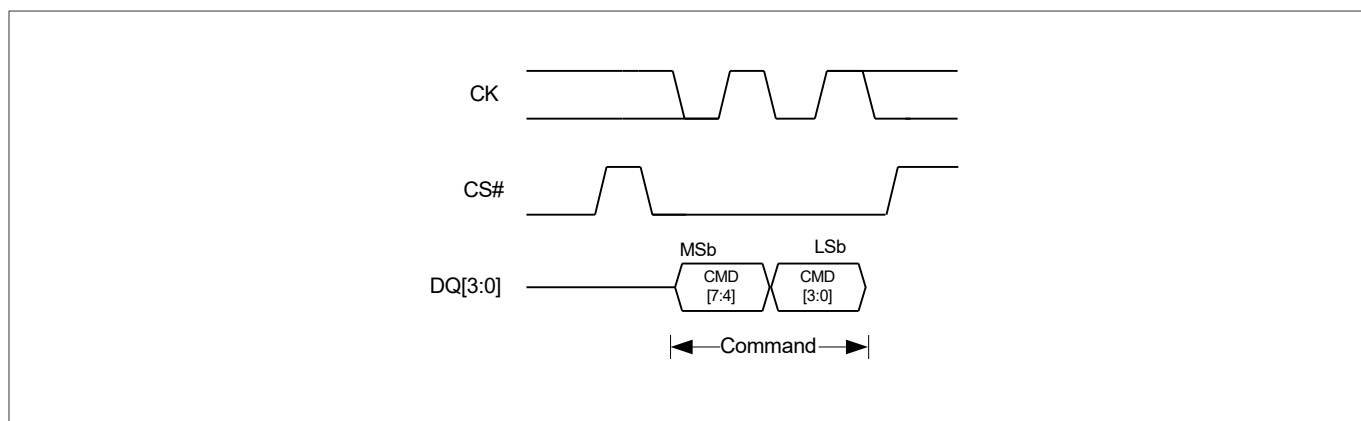 CK
CS#
MSb LSb
DQ[3:0]
CMD
[7:4]
CMD
[3:0]
Command